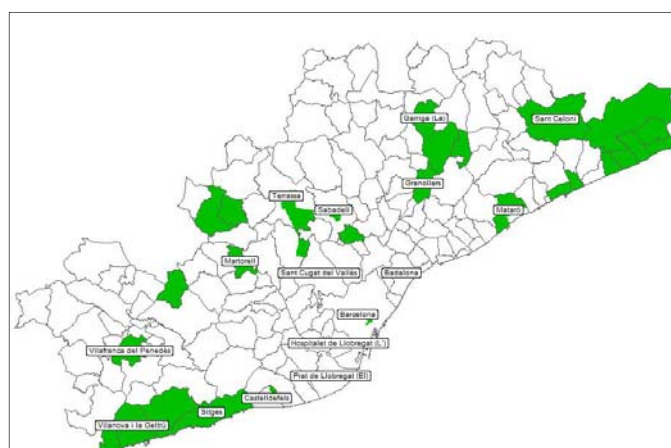 Garriga (La)
Sant Celoni
Granollers
Terrassa
Sabadell
Mataró
Martorell
Sant Cugat del Vallès
Badalona
Barcelona
Hospitalet de Llobregat (L')
Vilafranca del Penedès
Prat de Llobregat (El)
Castelldefels
Sitges
Vilanova i la Geltrú